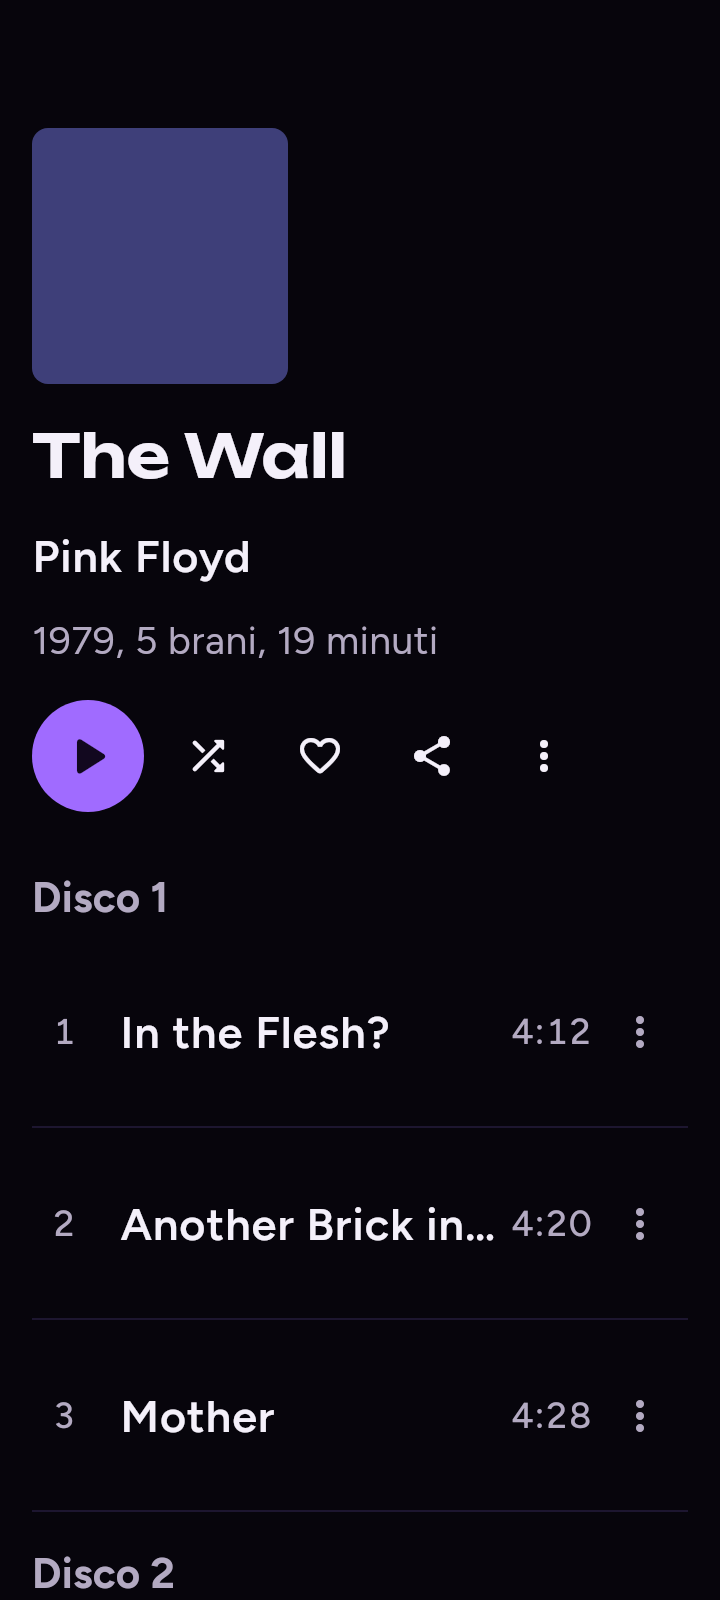 The Wall
Pink Floyd
1979, 5 brani, 19 minuti
Disco 1
1 In the Flesh? 4:12
2 Another Brick in... 4:20
3 Mother 4:28
Disco 2